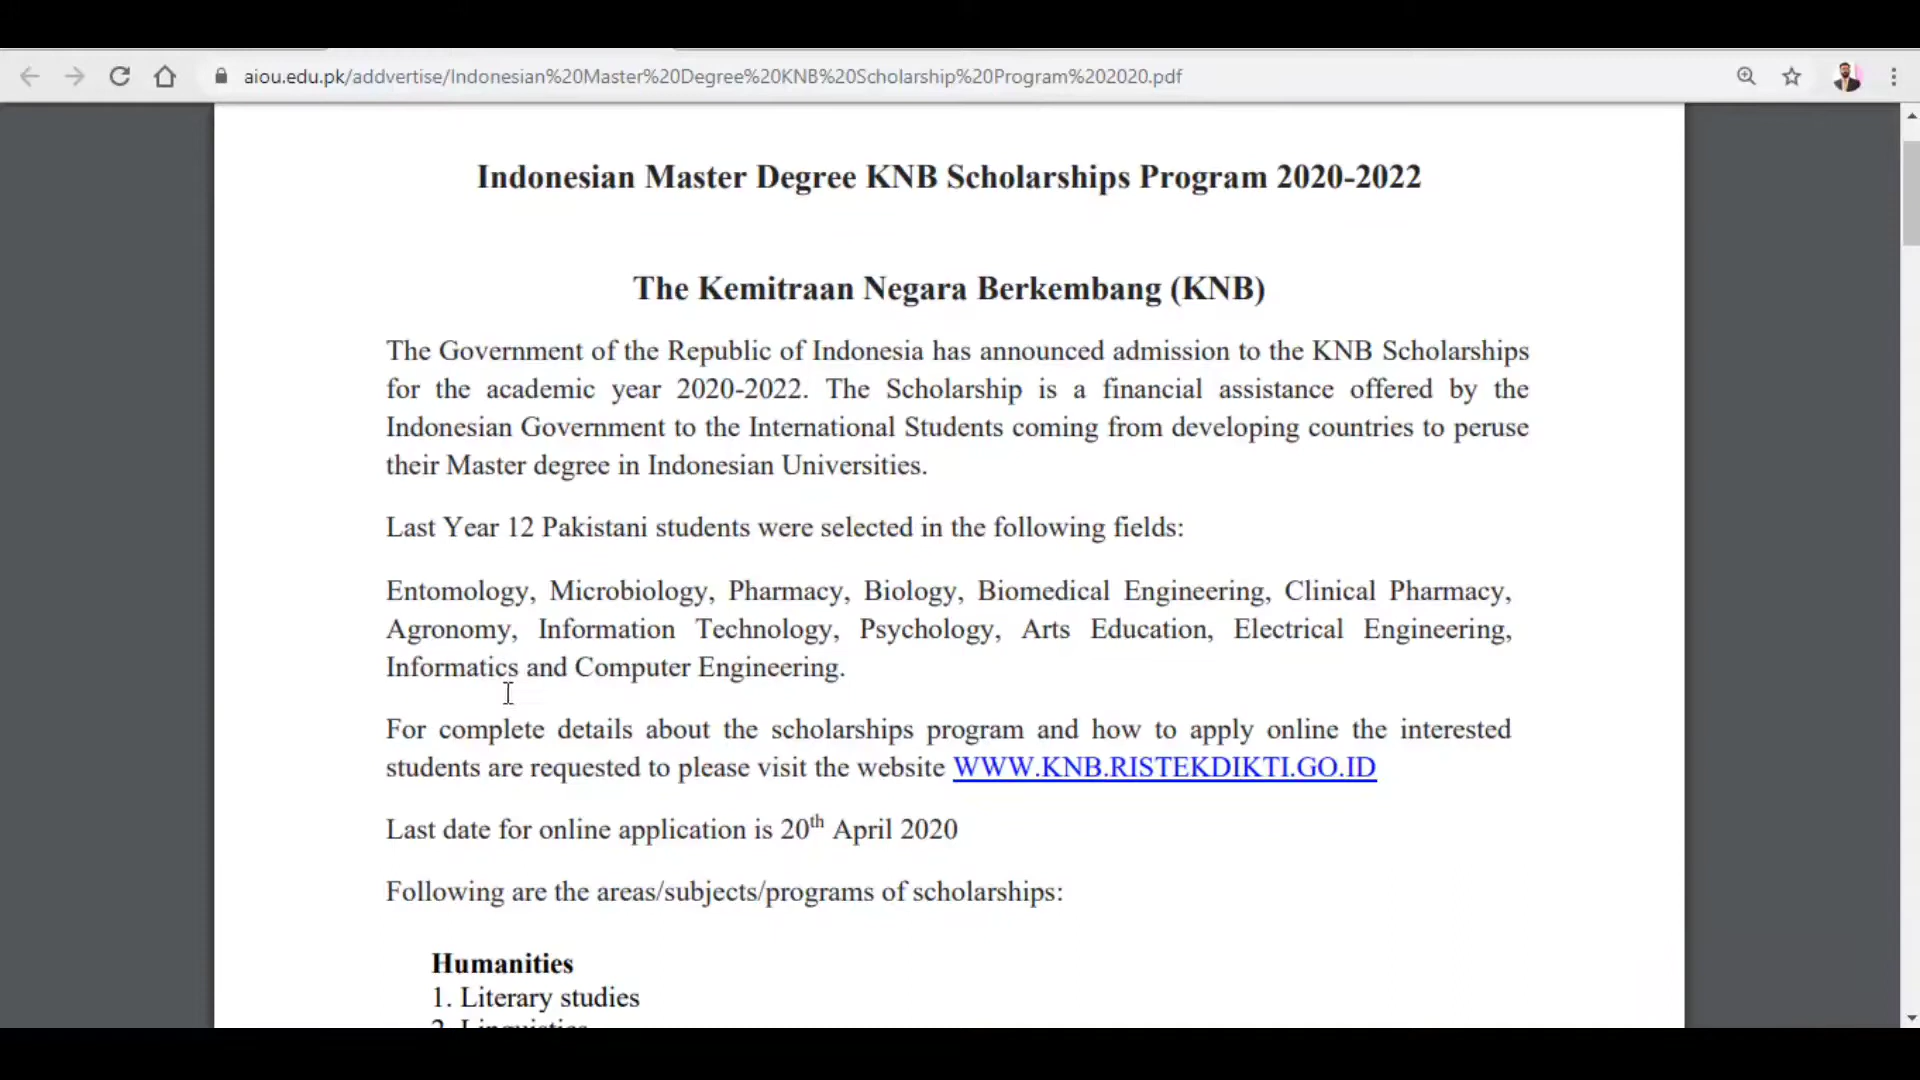 aiou.edu.pk/addvertise/Indonesian%20Master%20Degree%20KNB%20Scholarship%20Program%202020.pdf
Indonesian Master Degree KNB Scholarships Program 2020-2022
The Kemitraan Negara Berkembang (KNB)
The Government of the Republic of Indonesia has announced admission to the KNB Scholarships
for the academic year 2020-2022. The Scholarship is a financial assistance offered by the
Indonesian Government to the International Students coming from developing countries to peruse
their Master degree in Indonesian Universities.
Last Year 12 Pakistani students were selected in the following fields:
Entomology, Microbiology, Pharmacy, Biology, Biomedical Engineering, Clinical Pharmacy,
Agronomy, Information Technology, Psychology, Arts Education, Electrical Engineering,
Informatics and Computer Engineering.
For complete details about the scholarships program and how to apply online the interested
students are requested to please visit the website WWW.KNB.RISTEKDIKTI.GO.ID
Last date for online application is 20th April 2020
Following are the areas/subjects/programs of scholarships:
Humanities
1. Literary studies
2. Linguistics